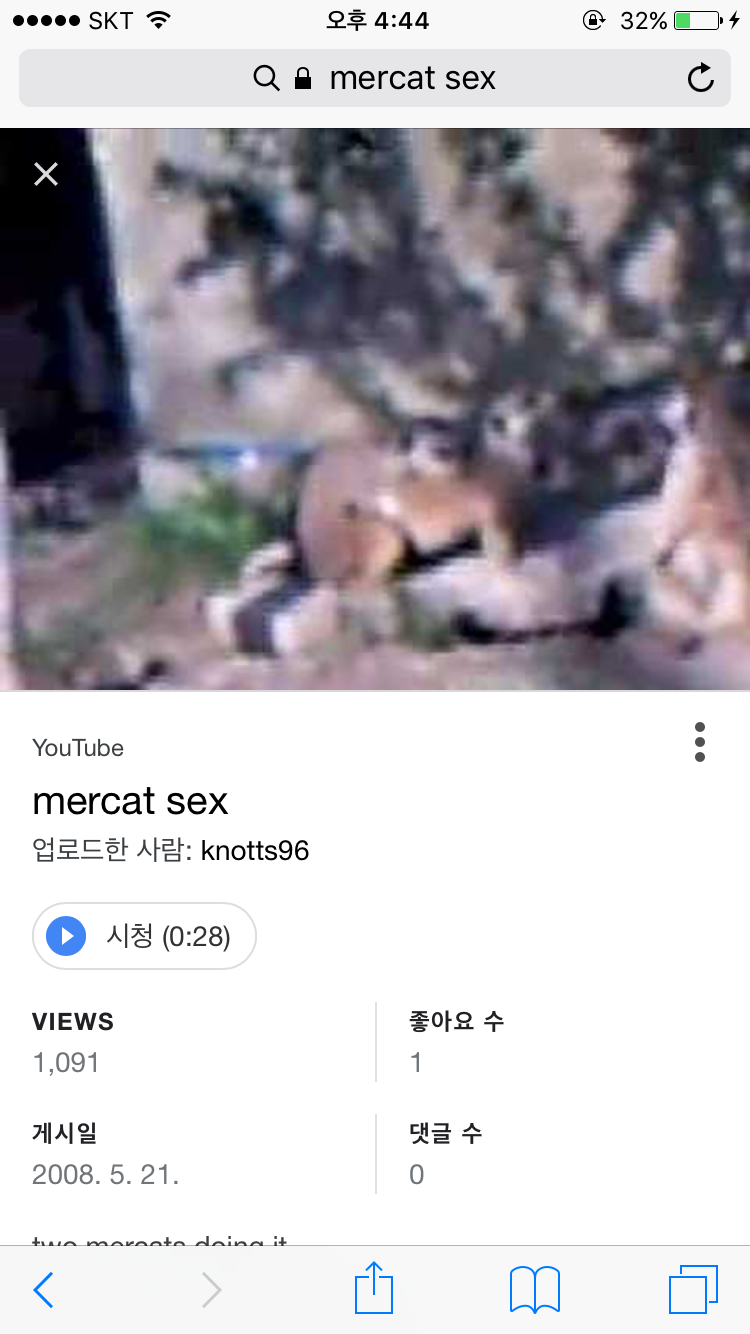 SKT 오후 4:44 32%
mercat sex
YouTube
mercat sex
업로드한 사람: knotts96
시청 (0:28)
VIEWS 좋아요 수
1,091 1
게시일 댓글 수
2008. 5. 21. 0
two mercats doing it